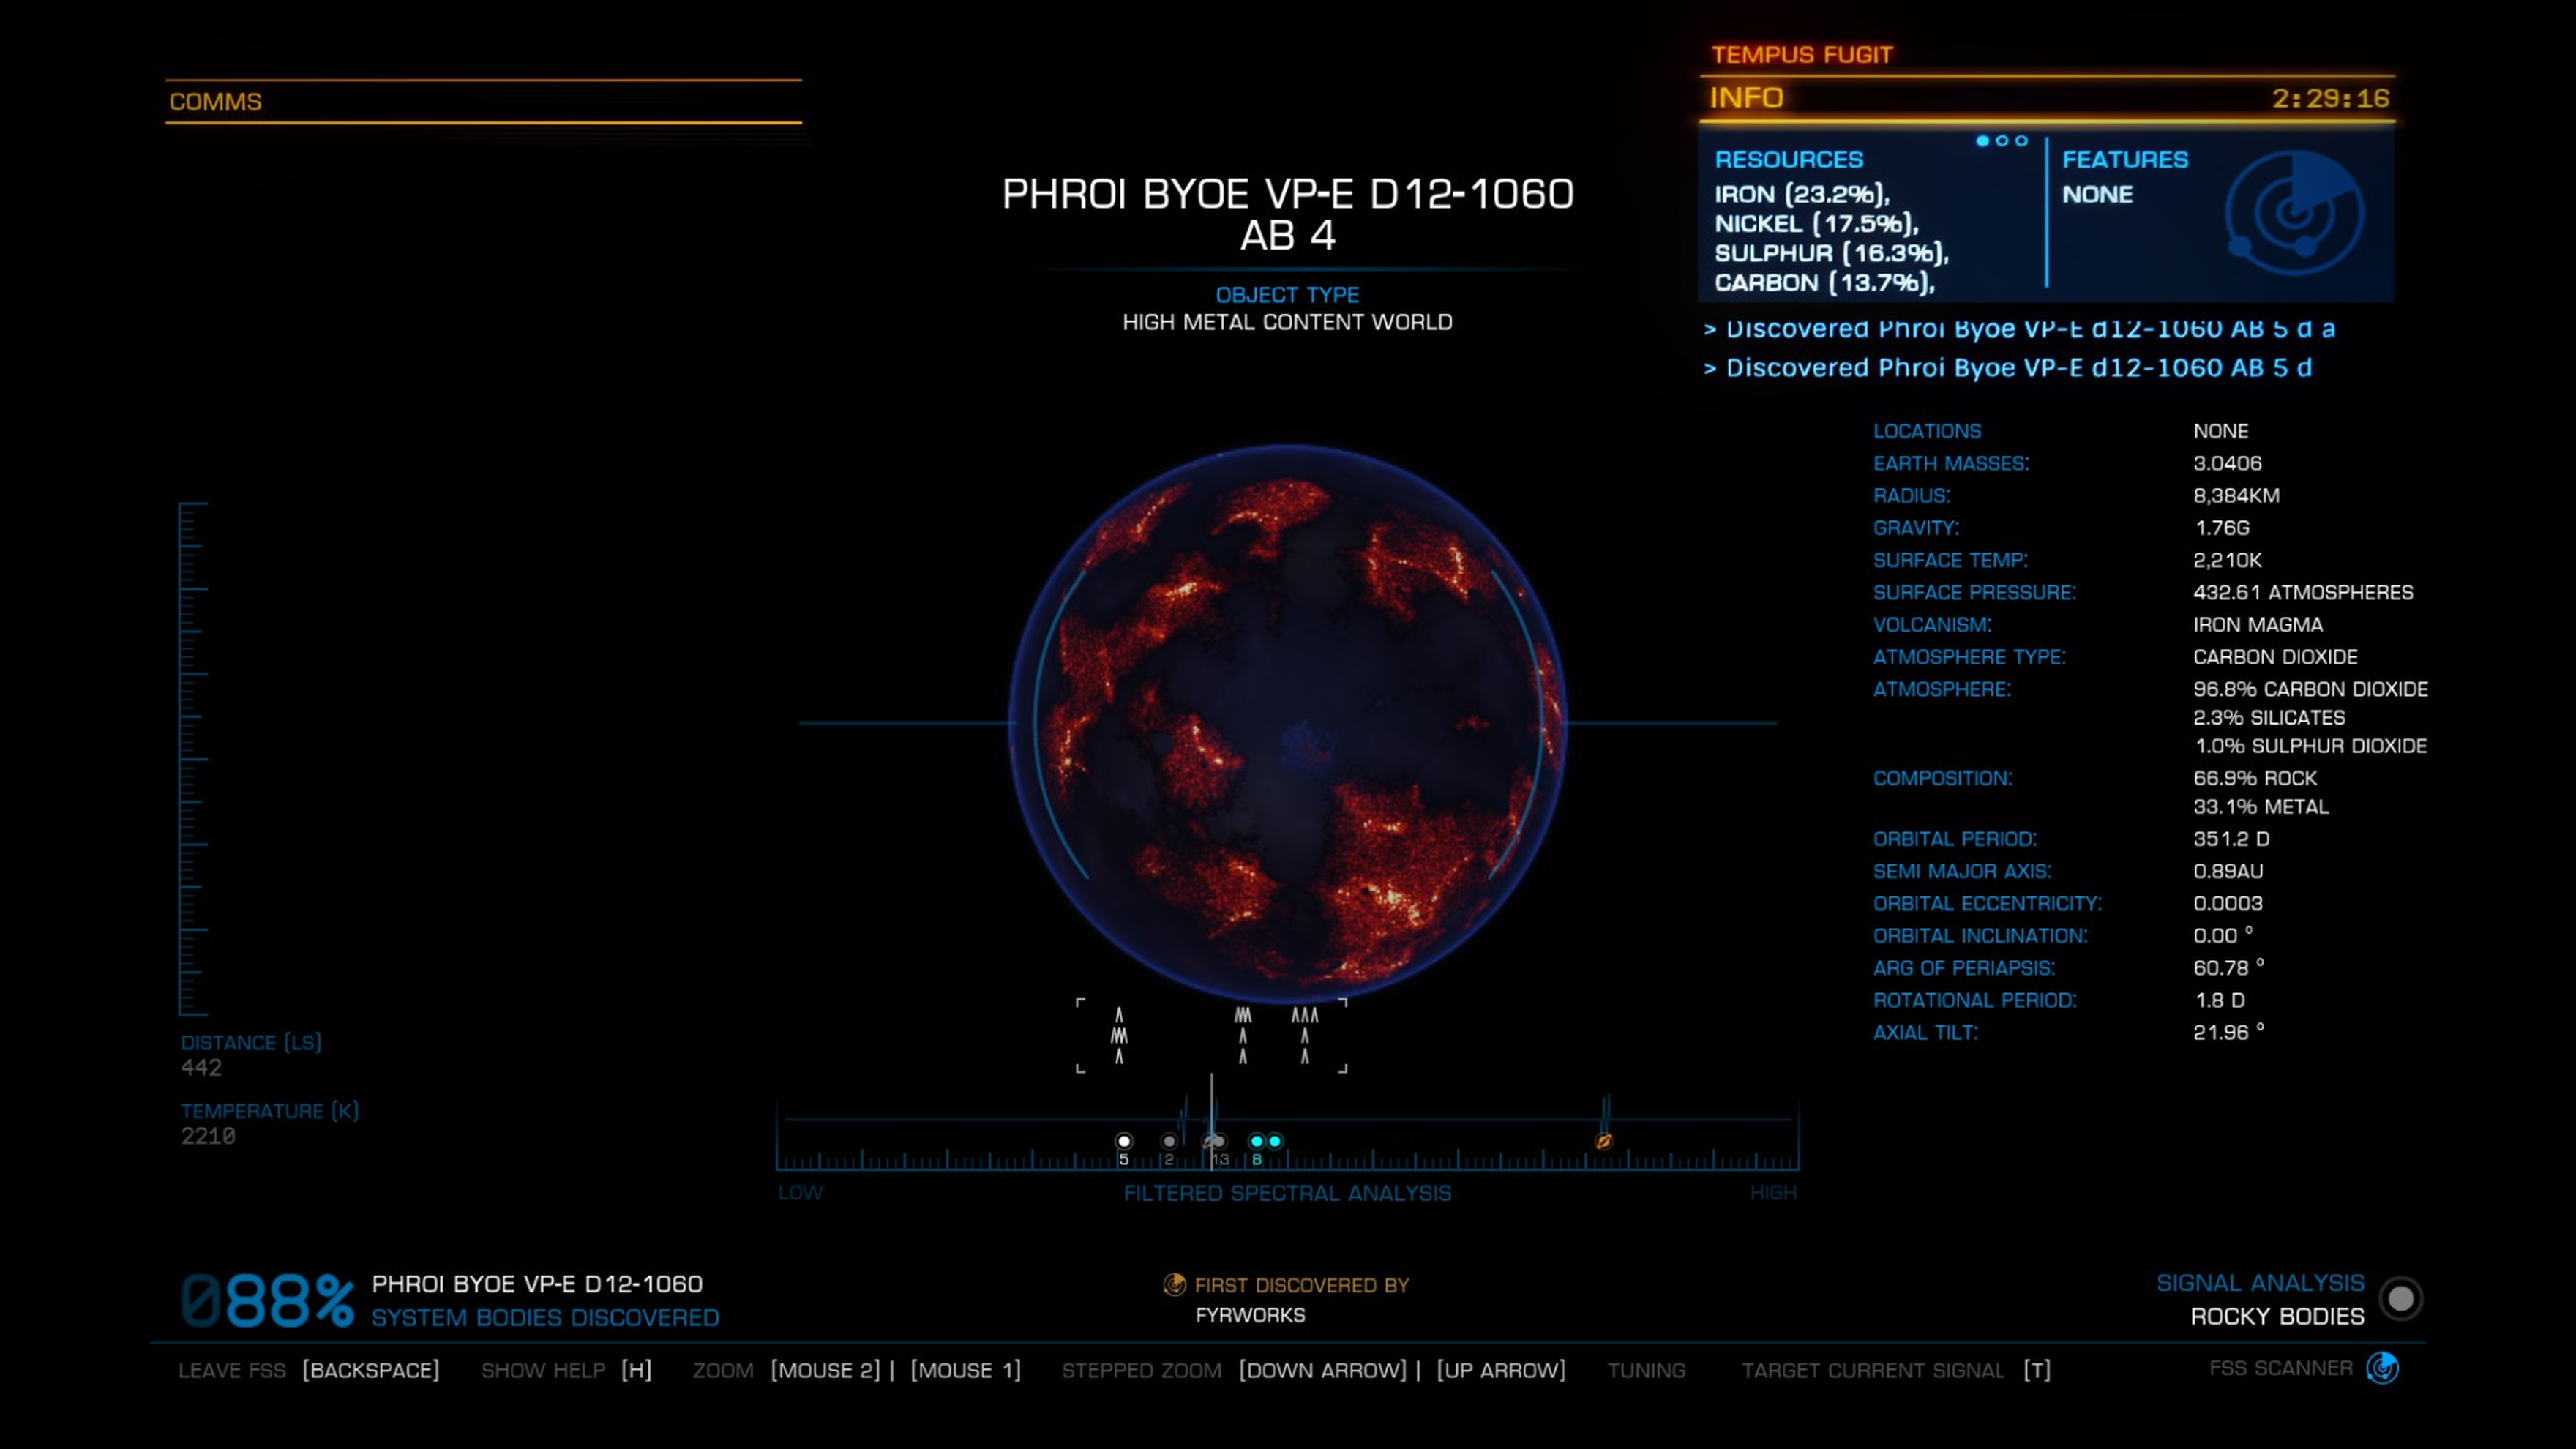 TEMPUS FUGIT
COMMS
INFO 2:29:16
RESOURCES
IRON (23.2%),
NICKEL (17.5%),
SULPHUR (16.3%),
CARBON (13.7%),
FEATURES
NONE
PHROI BYOE VP-E D12-1060
AB 4
OBJECT TYPE
HIGH METAL CONTENT WORLD
> Discovered Phroi Byoe VP-E d12-1060 AB 5 d a
> Discovered Phroi Byoe VP-E d12-1060 AB 5 d
LOCATIONS NONE
EARTH MASSES: 3.0406
RADIUS: 8,384KM
GRAVITY: 1.76G
SURFACE TEMP: 2,210K
SURFACE PRESSURE: 432.61 ATMOSPHERES
VOLCANISM: IRON MAGMA
ATMOSPHERE TYPE: CARBON DIOXIDE
ATMOSPHERE: 96.8% CARBON DIOXIDE
2.3% SILICATES
1.0% SULPHUR DIOXIDE
COMPOSITION: 66.9% ROCK
33.1% METAL
ORBITAL PERIOD: 351.2 D
SEMI MAJOR AXIS: 0.89AU
ORBITAL ECCENTRICITY: 0.0003
ORBITAL INCLINATION: 0.00 °
ARG OF PERIAPSIS: 60.78 °
ROTATIONAL PERIOD: 1.8 D
AXIAL TILT: 21.96 °
DISTANCE (LS)
442
TEMPERATURE (K)
2210
5 2 13 8
LOW FILTERED SPECTRAL ANALYSIS HIGH
088% PHROI BYOE VP-E D12-1060
SYSTEM BODIES DISCOVERED
FIRST DISCOVERED BY
FYRWORKS
SIGNAL ANALYSIS
ROCKY BODIES
LEAVE FSS [BACKSPACE] SHOW HELP [H] ZOOM [MOUSE 2] | [MOUSE 1] STEPPED ZOOM [DOWN ARROW] | [UP ARROW] TUNING TARGET CURRENT SIGNAL [T] FSS SCANNER